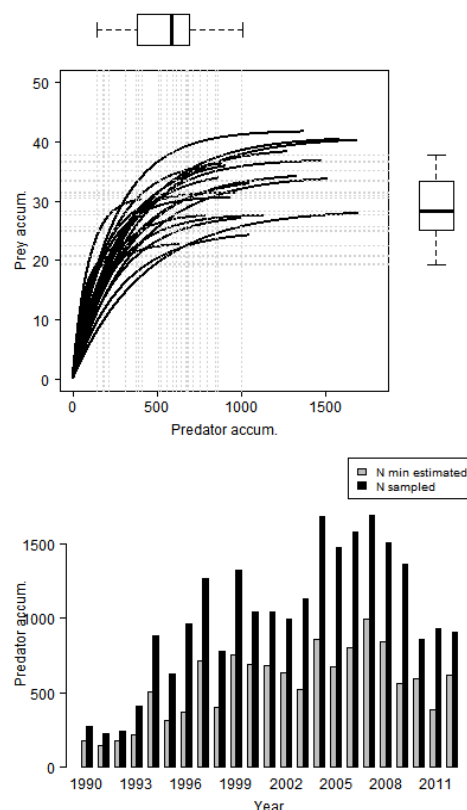 50
40
30
20
10
0
Prey accum.
0 500 1000 1500
Predator accum.
N min estimated
N sampled
1500
1000
500
0
Predator accum.
1990 1993 1996 1999 2002 2005 2008 2011
Year